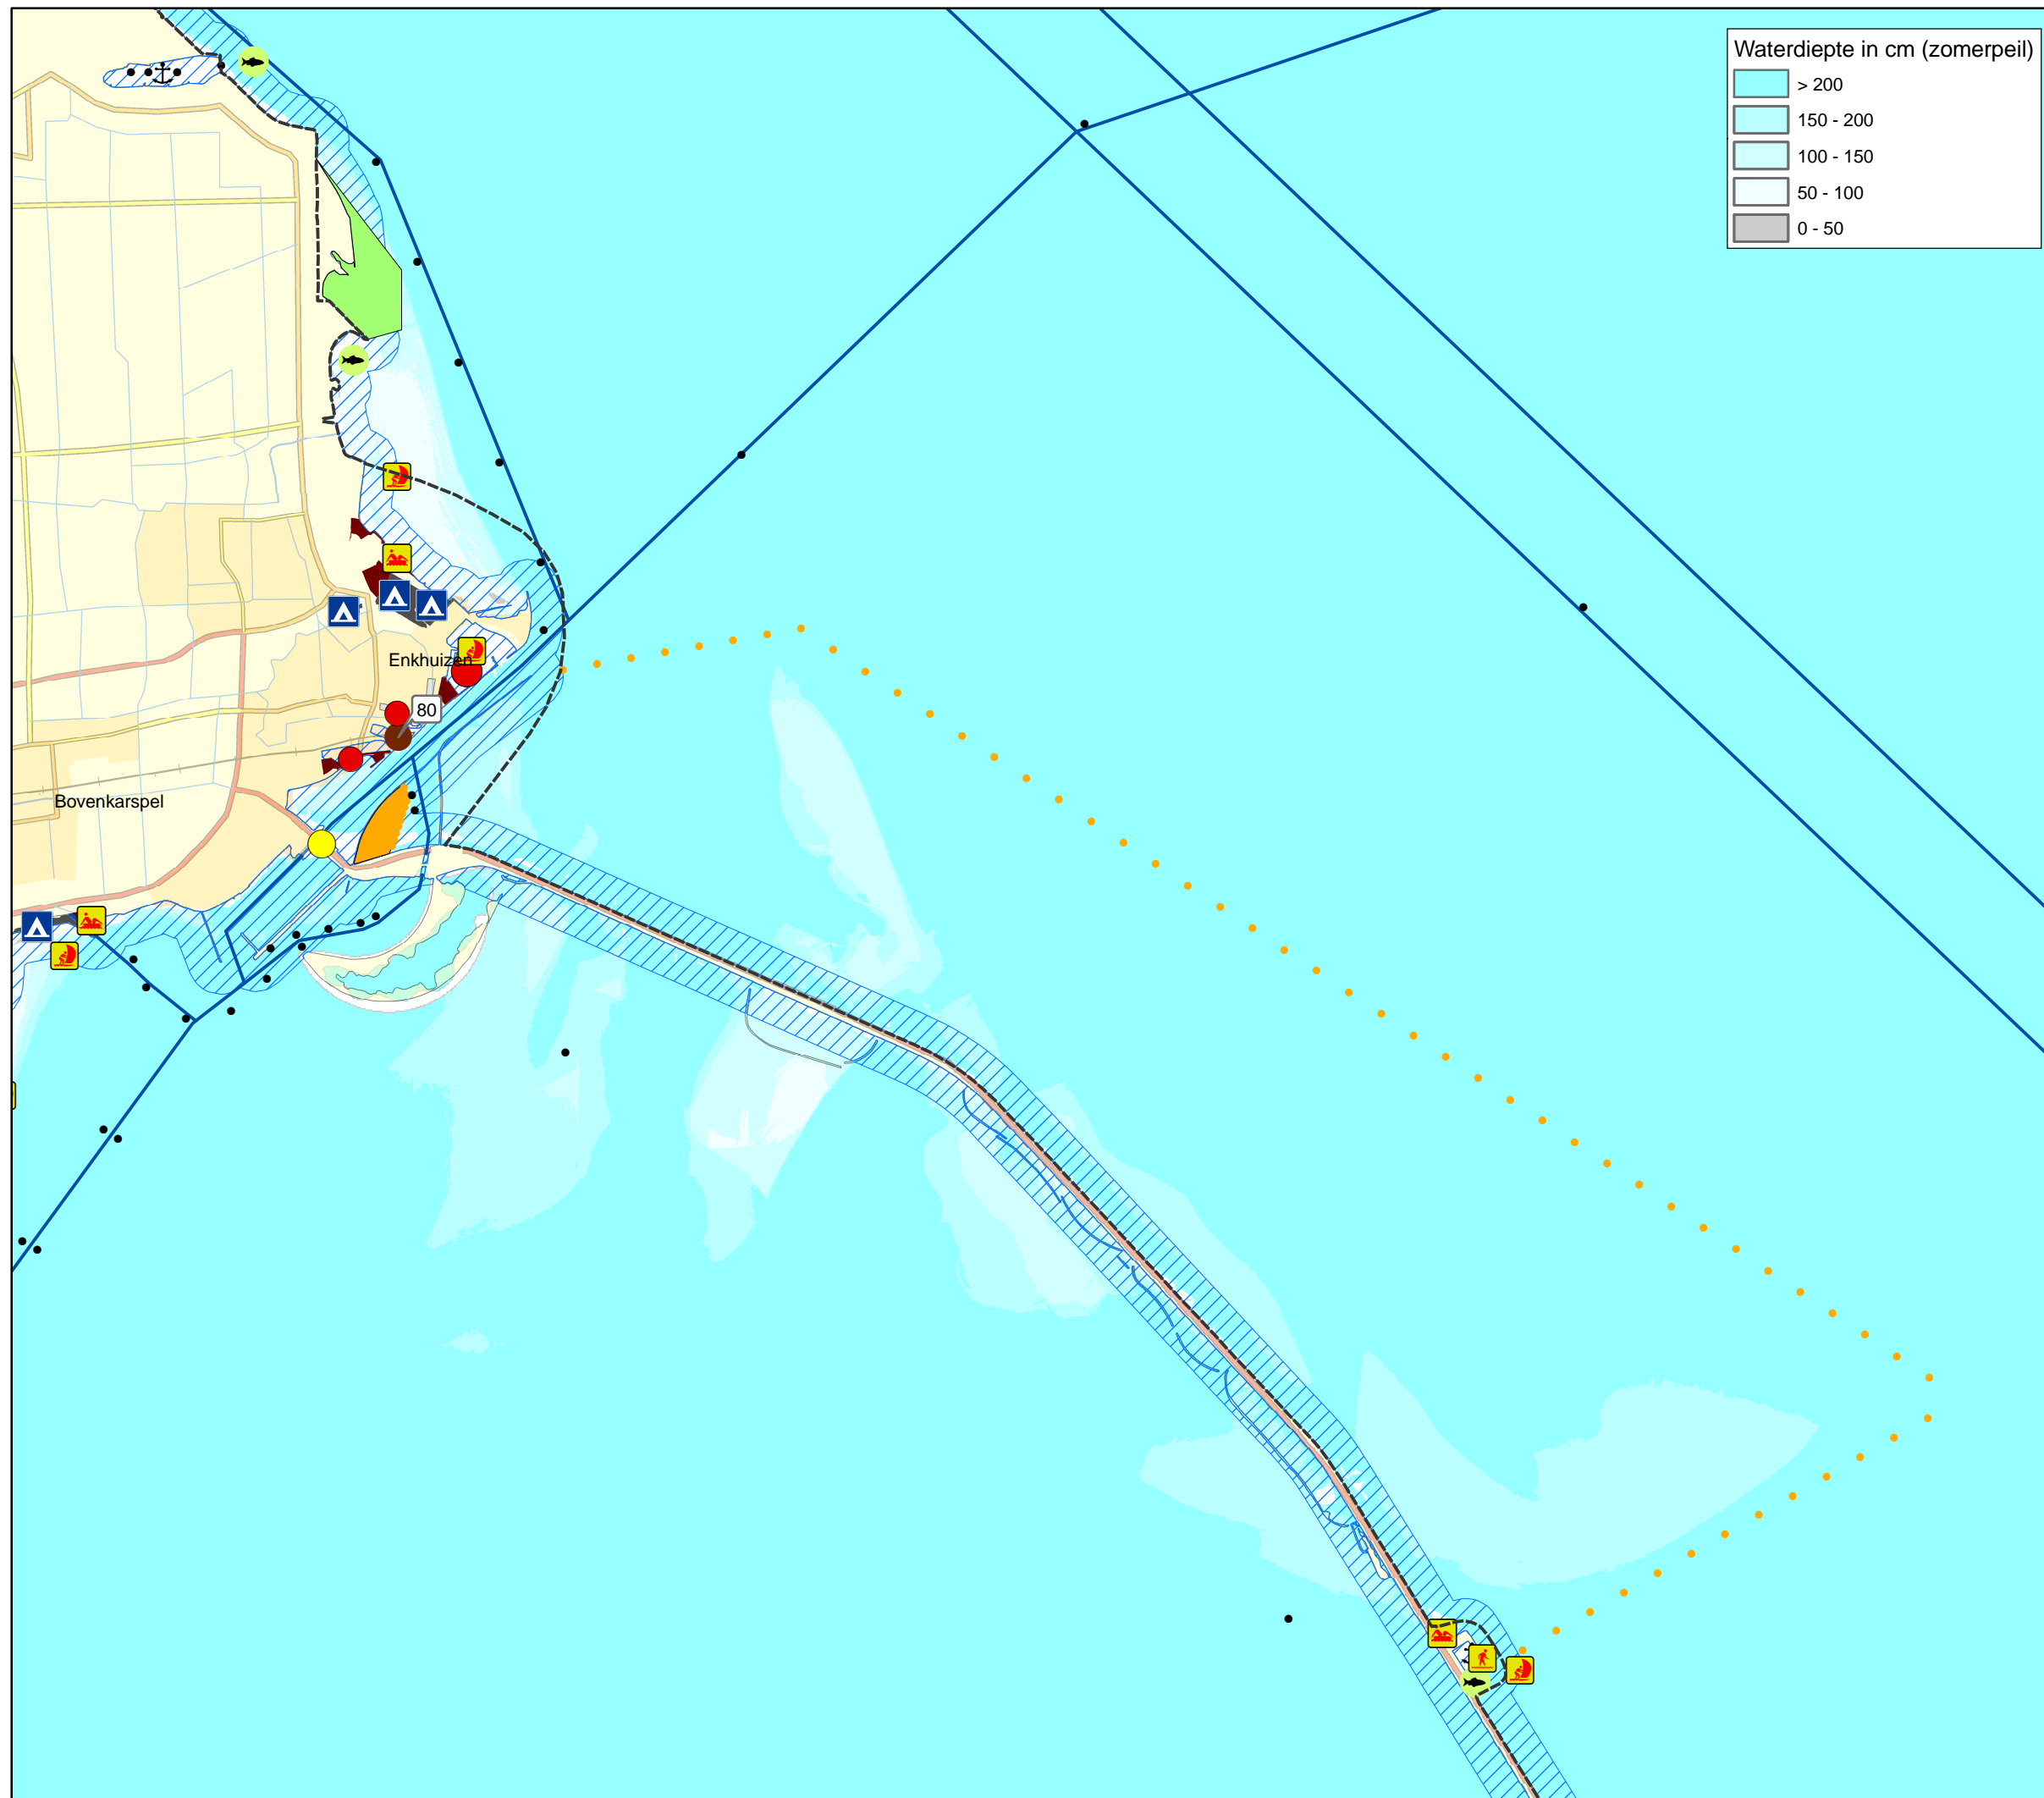 Waterdiepte in cm (zomerpeil)
> 200
150 - 200
100 - 150
50 - 100
0 - 50
Enkhuizen
80
Bovenkarspel